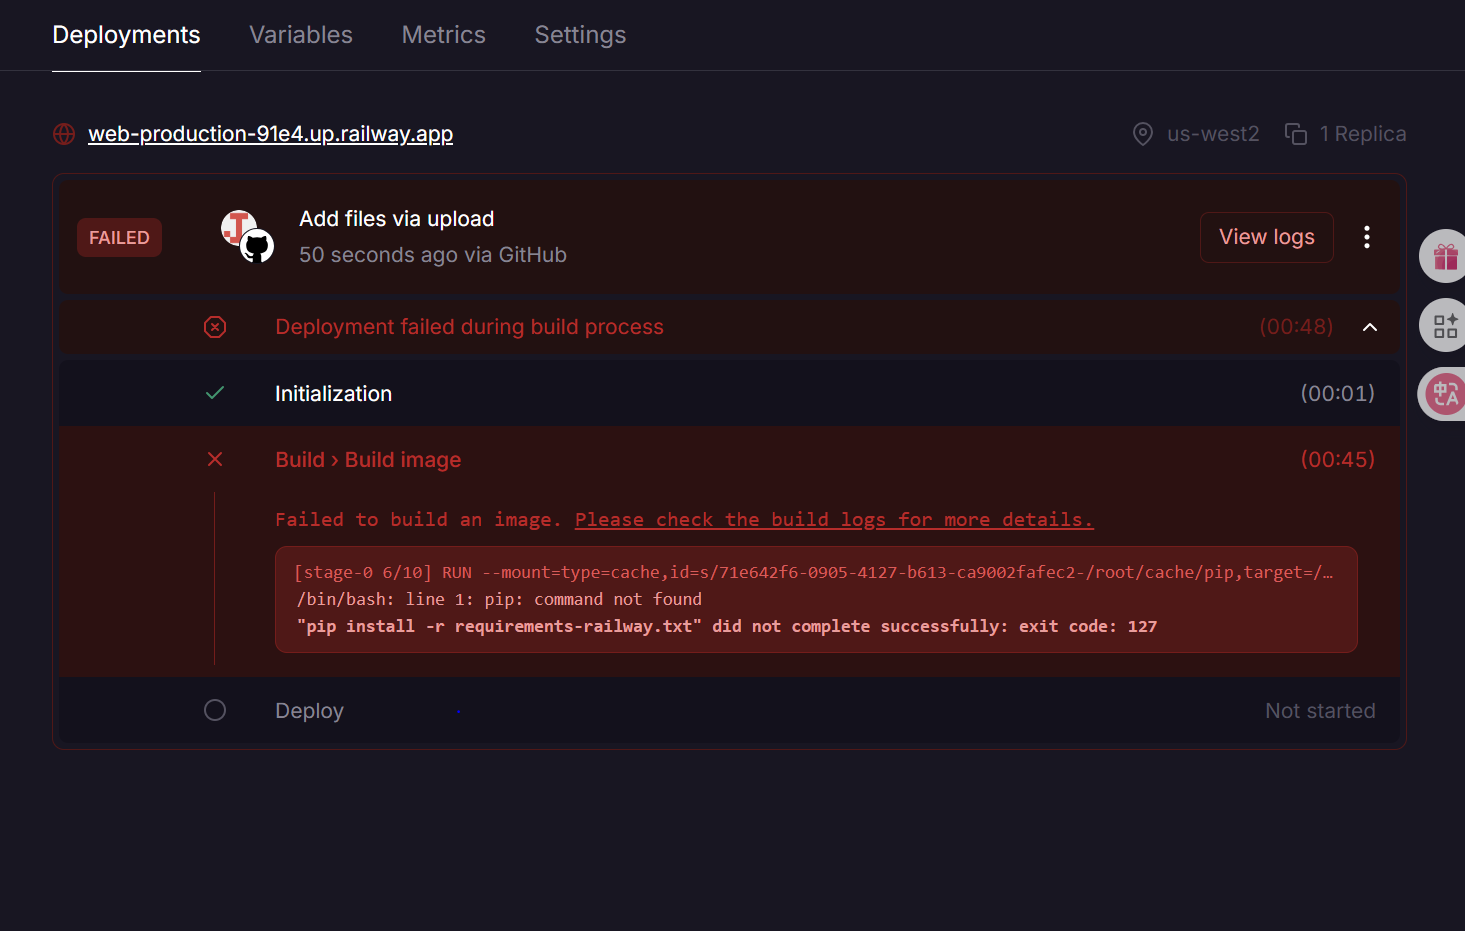 Deployments Variables Metrics Settings
web-production-91e4.up.railway.app us-west2 1 Replica
FAILED Add files via upload View logs
50 seconds ago via GitHub
Deployment failed during build process (00:48)
Initialization (00:01)
Build › Build image (00:45)
Failed to build an image. Please check the build logs for more details.
[stage-0 6/10] RUN --mount=type=cache,id=s/71e642f6-0905-4127-b613-ca9002fafec2-/root/cache/pip,target=/…
/bin/bash: line 1: pip: command not found
"pip install -r requirements-railway.txt" did not complete successfully: exit code: 127
Deploy Not started
中A